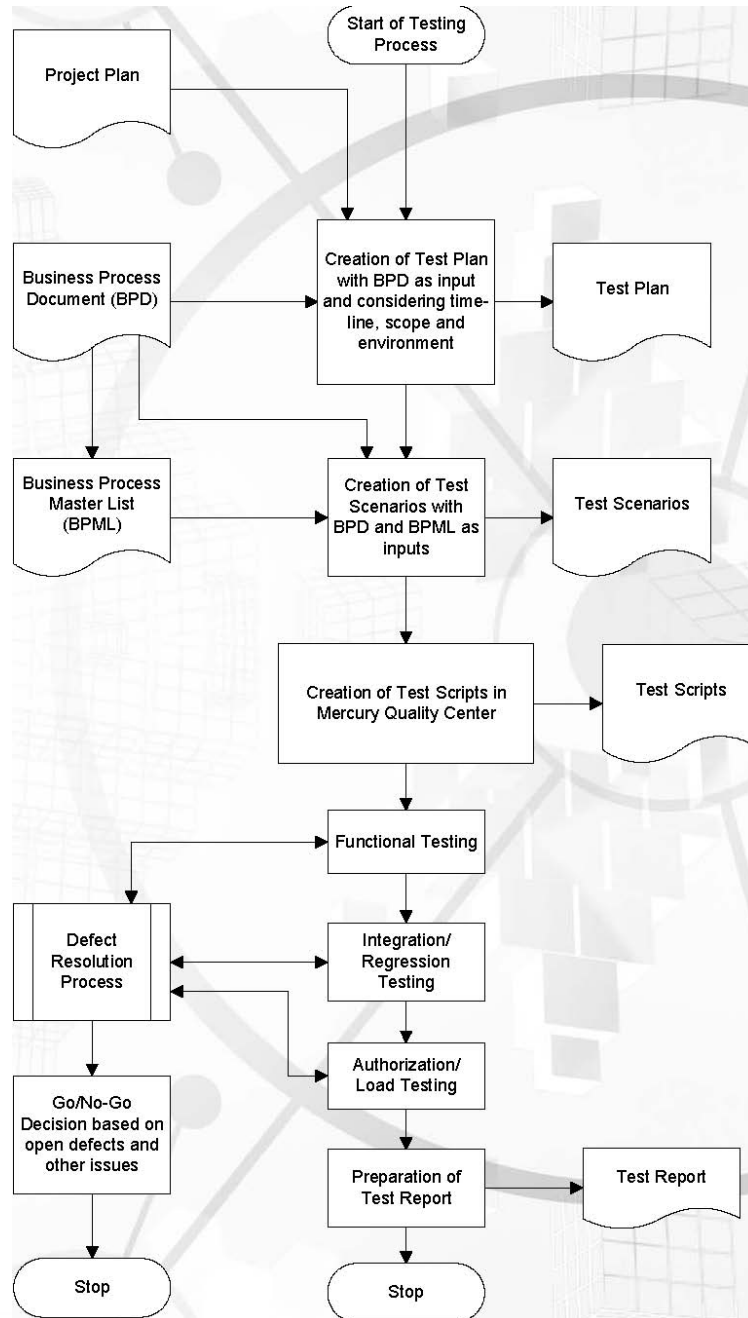 Start of Testing
Process
Project Plan
Creation of Test Plan
with BPD as input
and considering time-
line, scope and
environment
Business Process
Document (BPD)
Test Plan
Business Process
Master List
(BPML)
Creation of Test
Scenarios with
BPD and BPML as
inputs
Test Scenarios
Creation of Test Scripts in
Mercury Quality Center
Test Scripts
Functional Testing
Defect
Resolution
Process
Integration/
Regression
Testing
Authorization/
Load Testing
Go/No-Go
Decision based on
open defects and
other issues
Preparation of
Test Report
Test Report
Stop
Stop